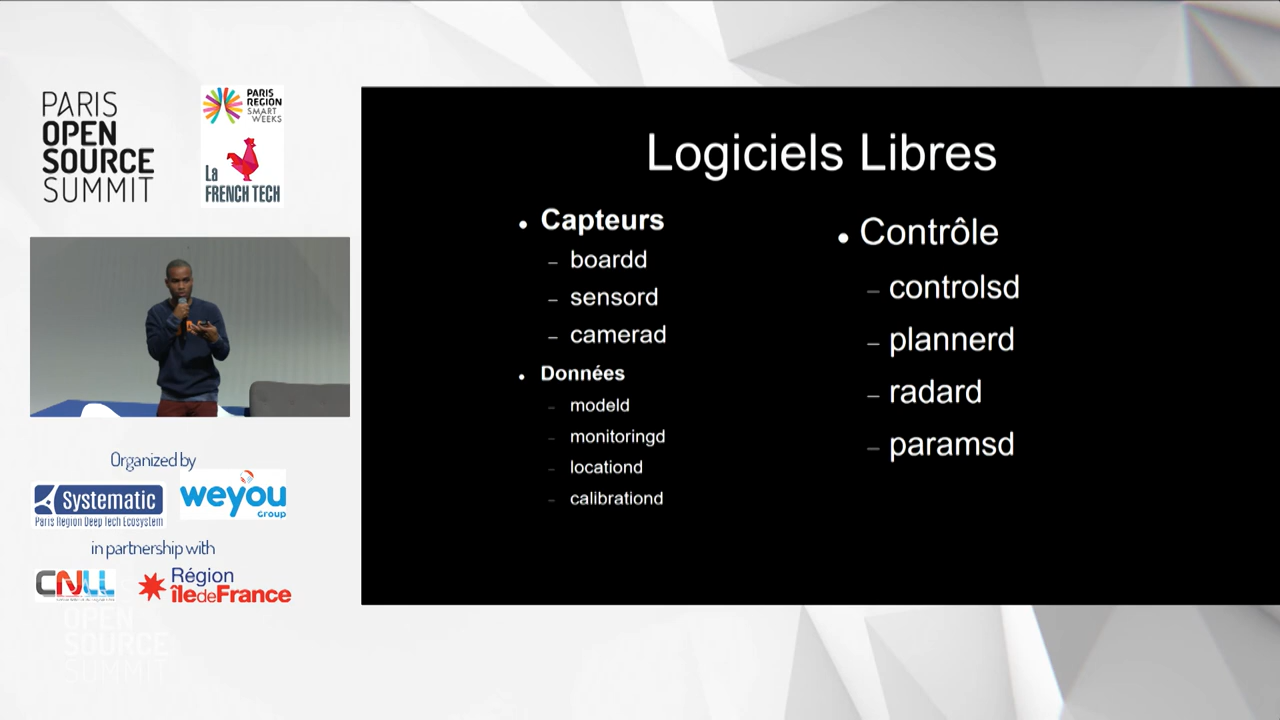 PARIS
OPEN
SOURCE
SUMMIT
PARIS
REGION
SMART
WEEKS
La
FRENCH TECH
Organized by
Systematic
Paris Region Deep Tech Ecosystem
weyou
GROUP
in partnership with
CNLL
Région
îledeFrance
OPEN
SOURCE
SUMMIT
Logiciels Libres
• Capteurs
– boardd
– sensord
– camerad
• Données
– modeld
– monitoringd
– locationd
– calibrationd
• Contrôle
– controlsd
– plannerd
– radard
– paramsd